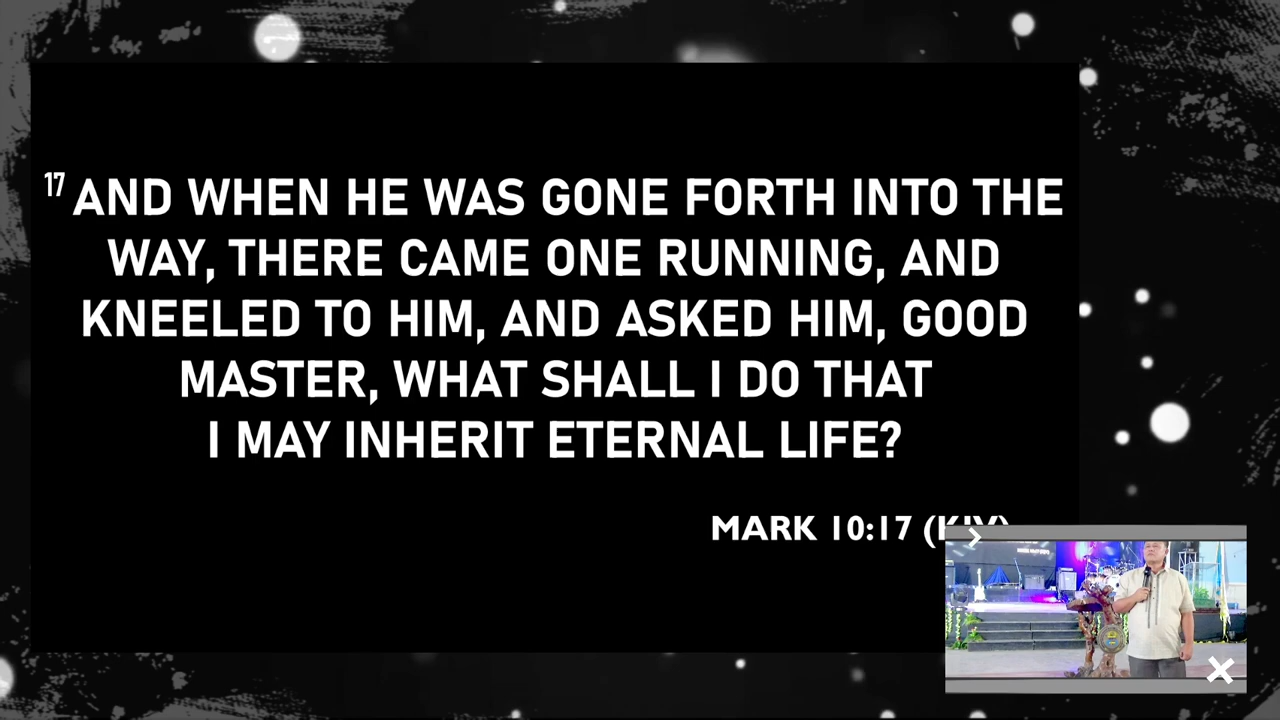 17 AND WHEN HE WAS GONE FORTH INTO THE
WAY, THERE CAME ONE RUNNING, AND
KNEELED TO HIM, AND ASKED HIM, GOOD
MASTER, WHAT SHALL I DO THAT
I MAY INHERIT ETERNAL LIFE?
MARK 10:17 (KJV)